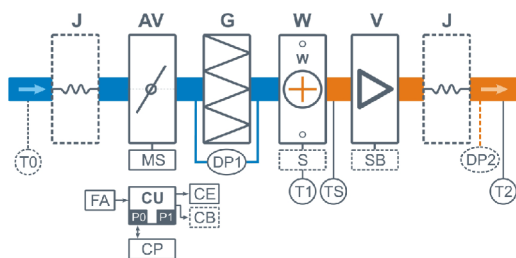 J AV G W V J
W
T0 MS DP1 S SB DP2
T1 TS T2
FA CU CE
P0 P1 CB
CP